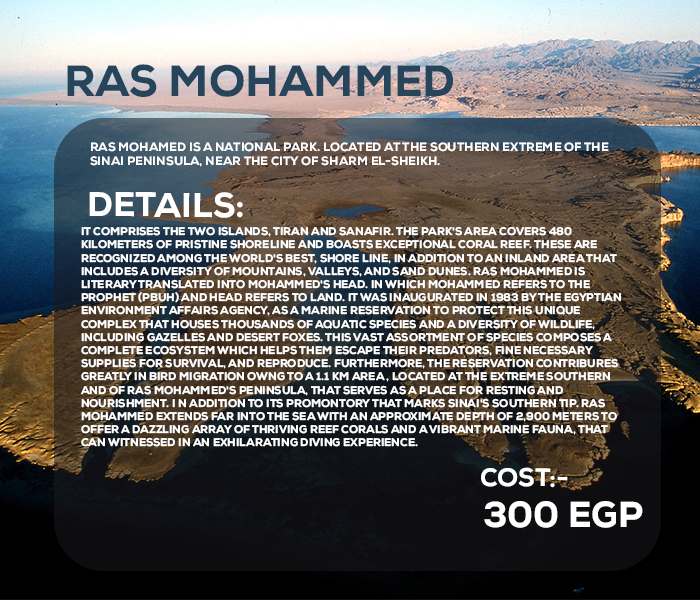 RAS MOHAMMED
RAS MOHAMED IS A NATIONAL PARK. LOCATED AT THE SOUTHERN EXTREME OF THE
SINAI PENINSULA, NEAR THE CITY OF SHARM EL-SHEIKH.
DETAILS:
IT COMPRISES THE TWO ISLANDS, TIRAN AND SANAFIR. THE PARK'S AREA COVERS 480
KILOMETERS OF PRISTINE SHORELINE AND BOASTS EXCEPTIONAL CORAL REEF. THESE ARE
RECOGNIZED AMONG THE WORLD'S BEST, SHORE LINE, IN ADDITION TO AN INLAND AREA THAT
INCLUDES A DIVERSITY OF MOUNTAINS, VALLEYS, AND SAND DUNES. RAS MOHAMMED IS
LITERARY TRANSLATED INTO MOHAMMED'S HEAD. IN WHICH MOHAMMED REFERS TO THE
PROPHET (PBUH) AND HEAD REFERS TO LAND. IT WAS INAUGURATED IN 1983 BY THE EGYPTIAN
ENVIRONMENT AFFAIRS AGENCY, AS A MARINE RESERVATION TO PROTECT THIS UNIQUE
COMPLEX THAT HOUSES THOUSANDS OF AQUATIC SPECIES AND A DIVERSITY OF WILDLIFE,
INCLUDING GAZELLES AND DESERT FOXES. THIS VAST ASSORTMENT OF SPECIES COMPOSES A
COMPLETE ECOSYSTEM WHICH HELPS THEM ESCAPE THEIR PREDATORS, FINE NECESSARY
SUPPLIES FOR SURVIVAL, AND REPRODUCE. FURTHERMORE, THE RESERVATION CONTRIBURES
GREATLY IN BIRD MIGRATION OWNG TO A 1.1 KM AREA, LOCATED AT THE EXTREME SOUTHERN
AND OF RAS MOHAMMED'S PENINSULA, THAT SERVES AS A PLACE FOR RESTING AND
NOURISHMENT. I IN ADDITION TO ITS PROMONTORY THAT MARKS SINAI'S SOUTHERN TIP. RAS
MOHAMMED EXTENDS FAR INTO THE SEA WITH AN APPROXIMATE DEPTH OF 2,900 METERS TO
OFFER A DAZZLING ARRAY OF THRIVING REEF CORALS AND A VIBRANT MARINE FAUNA, THAT
CAN WITNESSED IN AN EXHILARATING DIVING EXPERIENCE.
COST:-
300 EGP